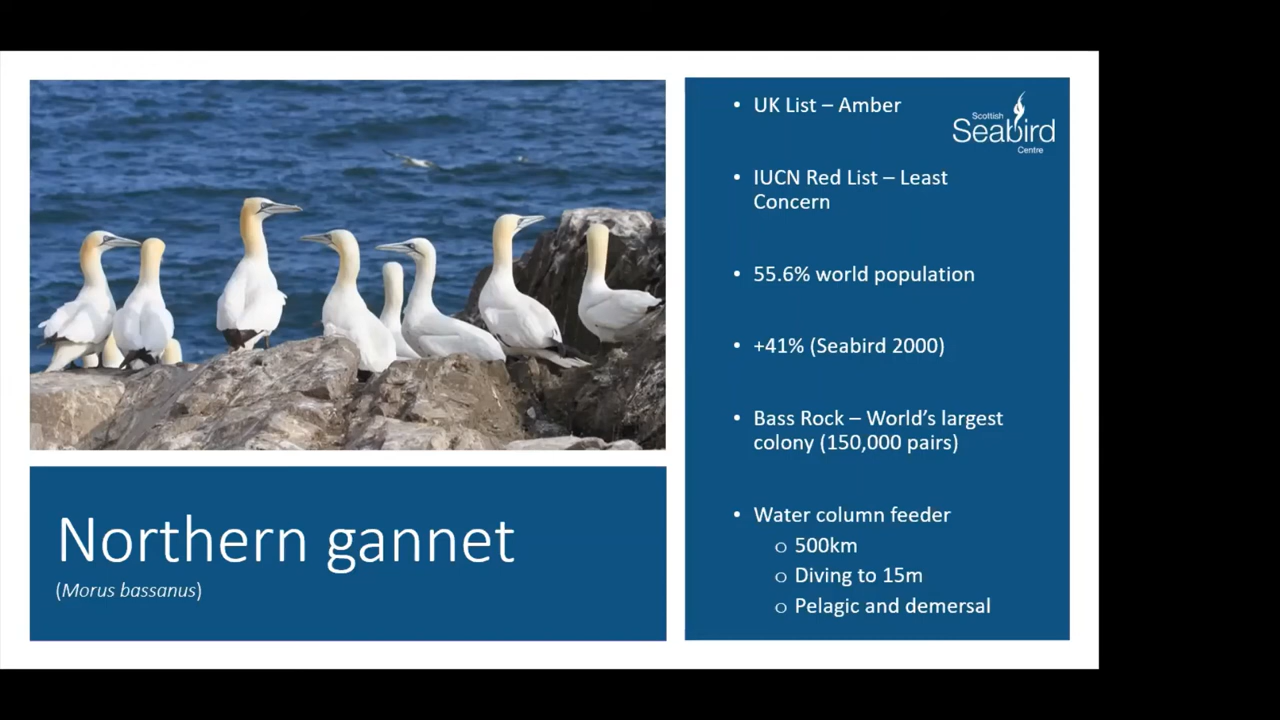 Northern gannet
(Morus bassanus)
• UK List – Amber
Scottish
Seabird
Centre
• IUCN Red List – Least
Concern
• 55.6% world population
• +41% (Seabird 2000)
• Bass Rock – World’s largest
colony (150,000 pairs)
• Water column feeder
o 500km
o Diving to 15m
o Pelagic and demersal